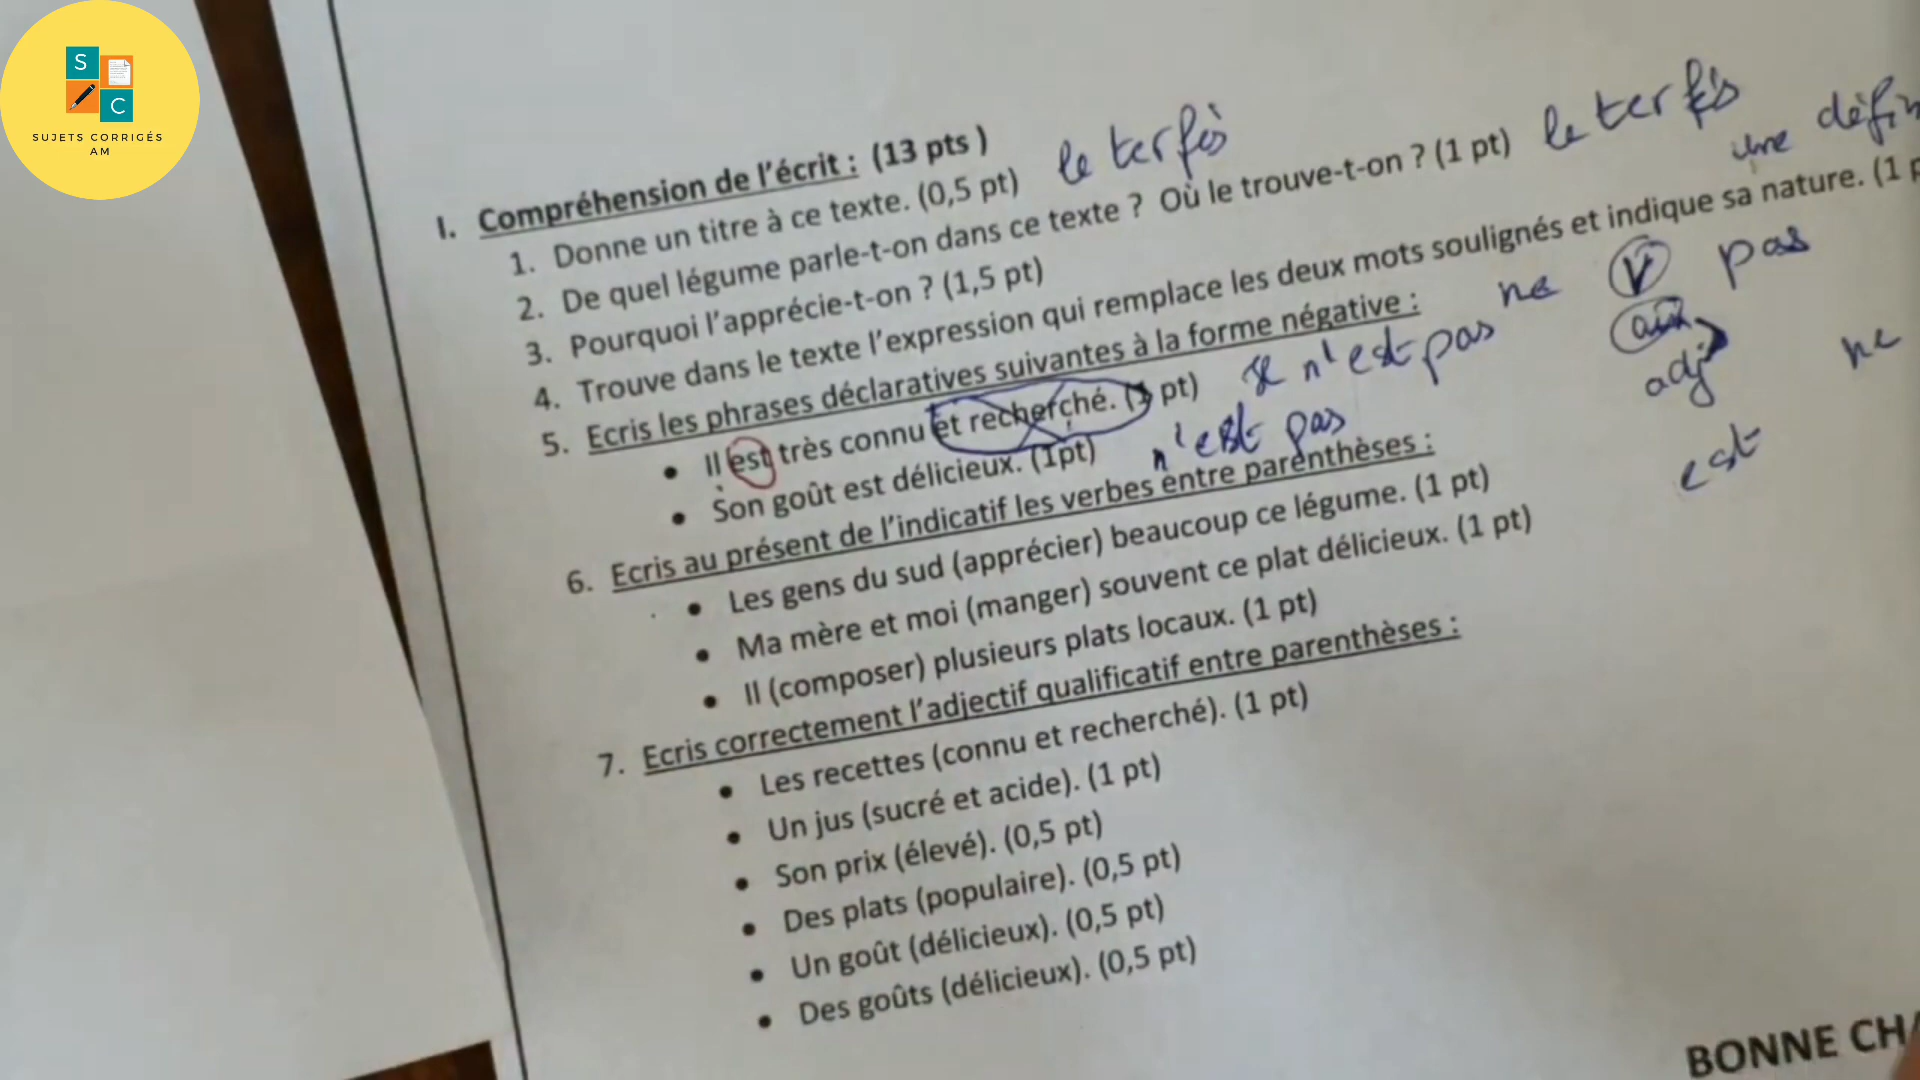 S
C
SUJETS CORRIGÉS
AM
I. Compréhension de l'écrit : (13 pts )
1. Donne un titre à ce texte. (0,5 pt) le terfès
2. De quel légume parle-t-on dans ce texte ? Où le trouve-t-on ? (1 pt) le terfès
3. Pourquoi l'apprécie-t-on ? (1,5 pt) une défin
4. Trouve dans le texte l'expression qui remplace les deux mots soulignés et indique sa nature. (1 p
5. Ecris les phrases déclaratives suivantes à la forme négative : ne V pas
• Il est très connu et recherché. (1 pt) n'est pas adj ne
• Son goût est délicieux. (1pt) n'est pas est
6. Ecris au présent de l'indicatif les verbes entre parenthèses :
• Les gens du sud (apprécier) beaucoup ce légume. (1 pt)
• Ma mère et moi (manger) souvent ce plat délicieux. (1 pt)
• Il (composer) plusieurs plats locaux. (1 pt)
7. Ecris correctement l'adjectif qualificatif entre parenthèses :
• Les recettes (connu et recherché). (1 pt)
• Un jus (sucré et acide). (1 pt)
• Son prix (élevé). (0,5 pt)
• Des plats (populaire). (0,5 pt)
• Un goût (délicieux). (0,5 pt)
• Des goûts (délicieux). (0,5 pt)
BONNE CHA